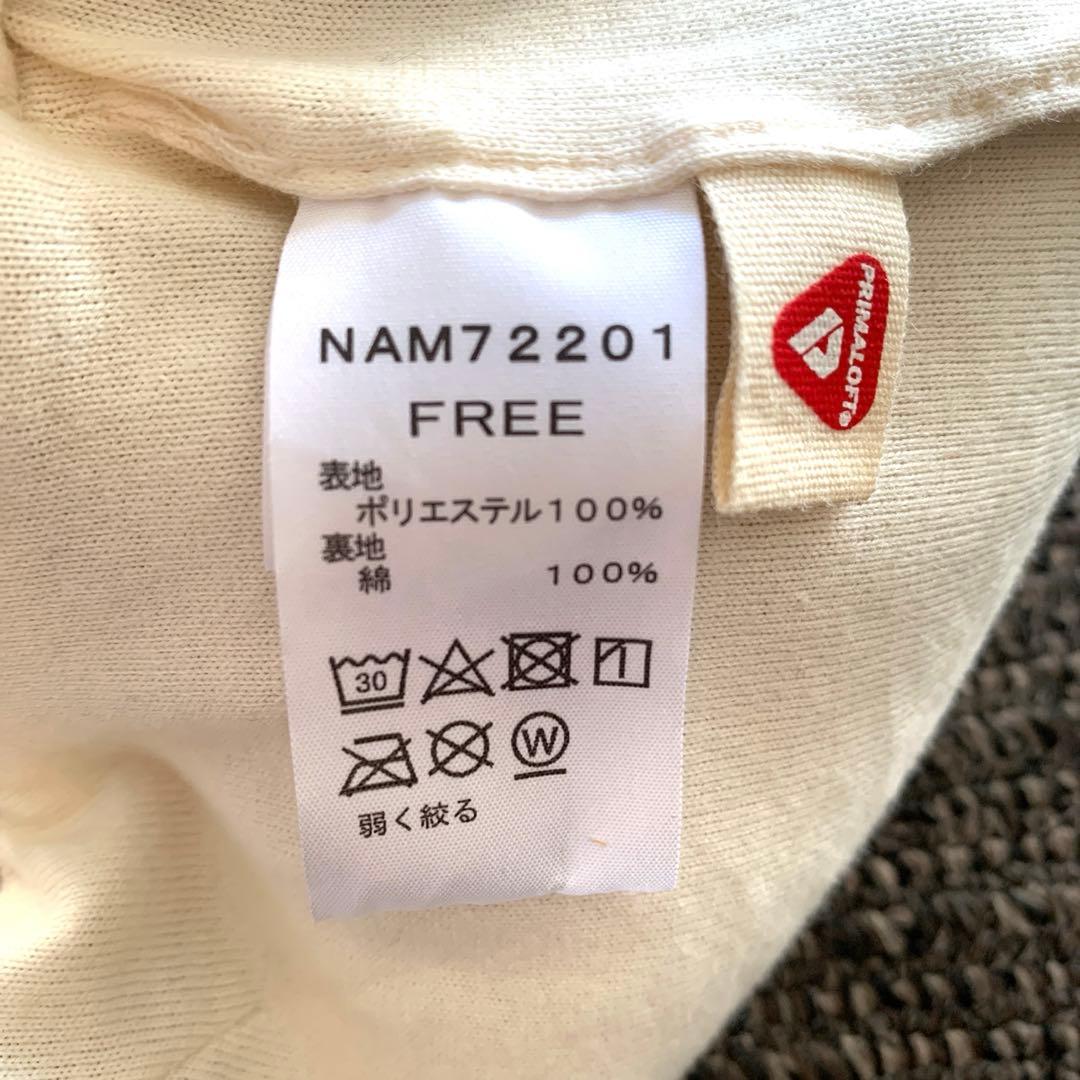 NAM72201
FREE
表地
ポリエステル100%
裏地
綿 100%
30
W
弱く絞る
PRIMALOFT®